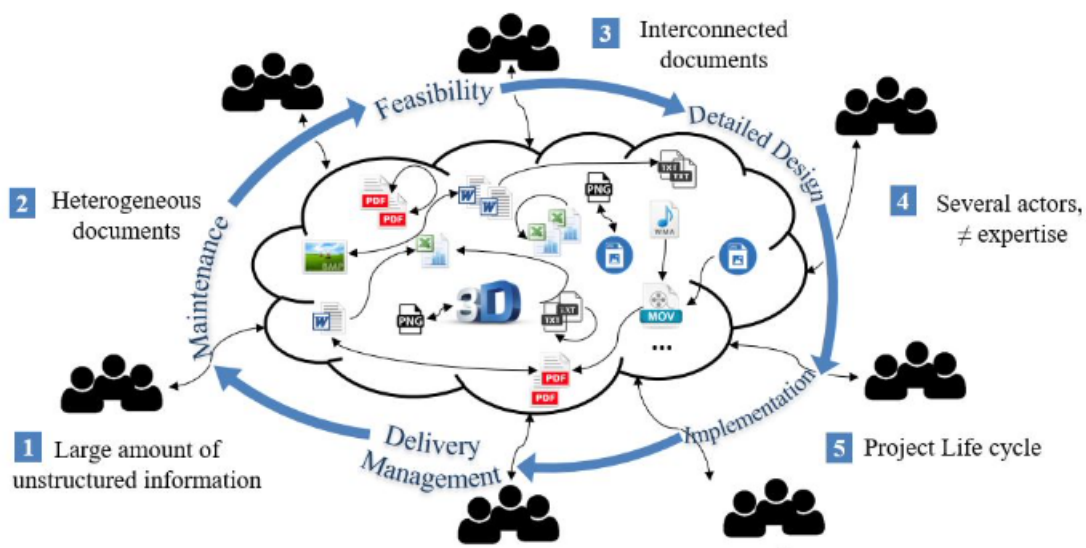 3 Interconnected
documents
Feasibility
Detailed Design
2 Heterogeneous
documents
4 Several actors,
≠ expertise
PDF
PDF
W
W
TXT
TXT
PNG
X
X
WMA
BMP
X
Maintenance
W
PNG
3D
TXT
TXT
MOV
...
PDF
PDF
Implementation
1 Large amount of
unstructured information
Delivery
Management
5 Project Life cycle